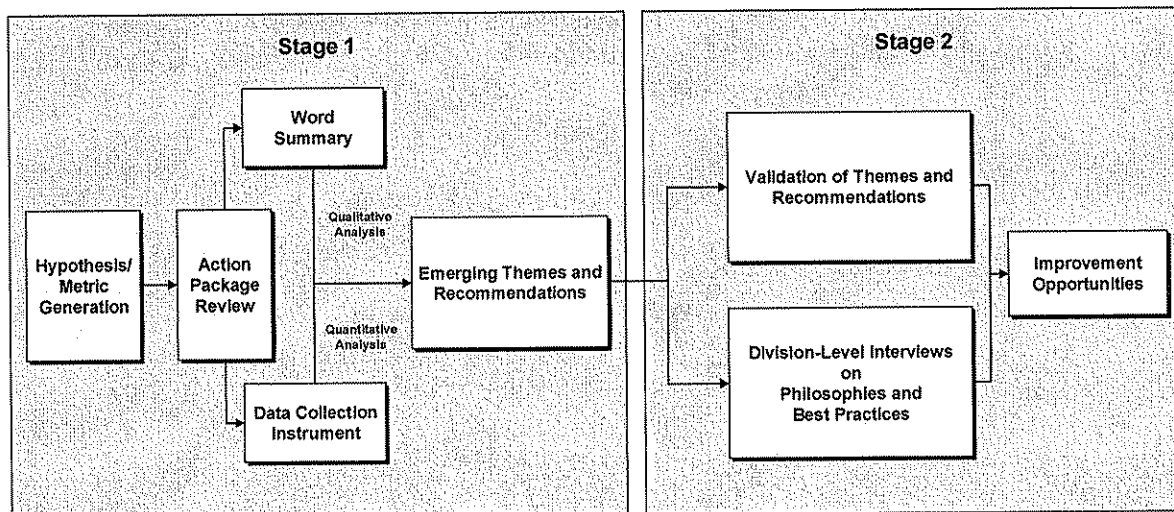 Stage 1
Word
Summary
Hypothesis/
Metric
Generation
Action
Package
Review
Qualitative
Analysis
Quantitative
Analysis
Data Collection
Instrument
Emerging Themes and
Recommendations
Stage 2
Validation of Themes and
Recommendations
Division-Level Interviews
on
Philosophies and
Best Practices
Improvement
Opportunities